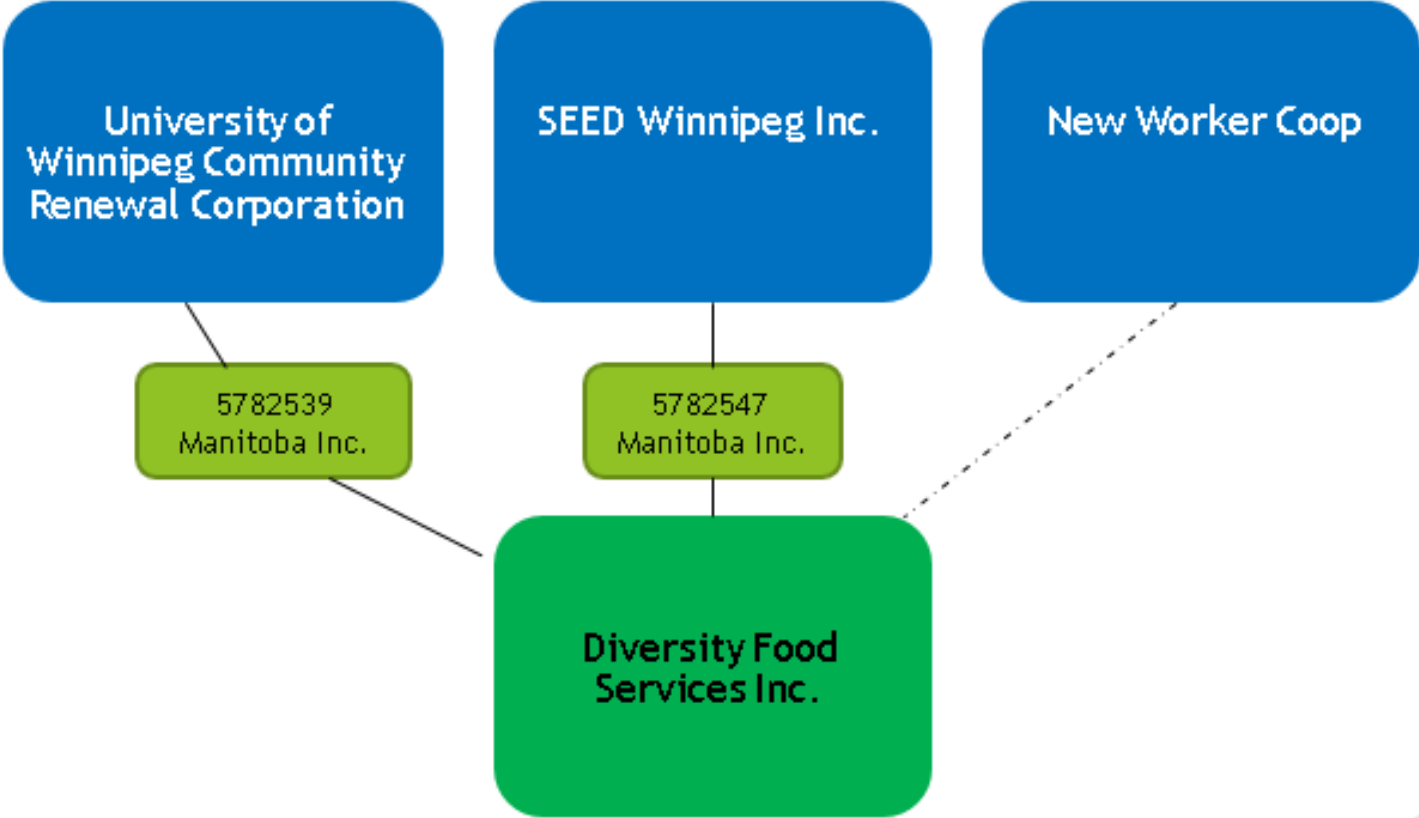 University of
Winnipeg Community
Renewal Corporation
SEED Winnipeg Inc.
New Worker Coop
5782539
Manitoba Inc.
5782547
Manitoba Inc.
Diversity Food
Services Inc.